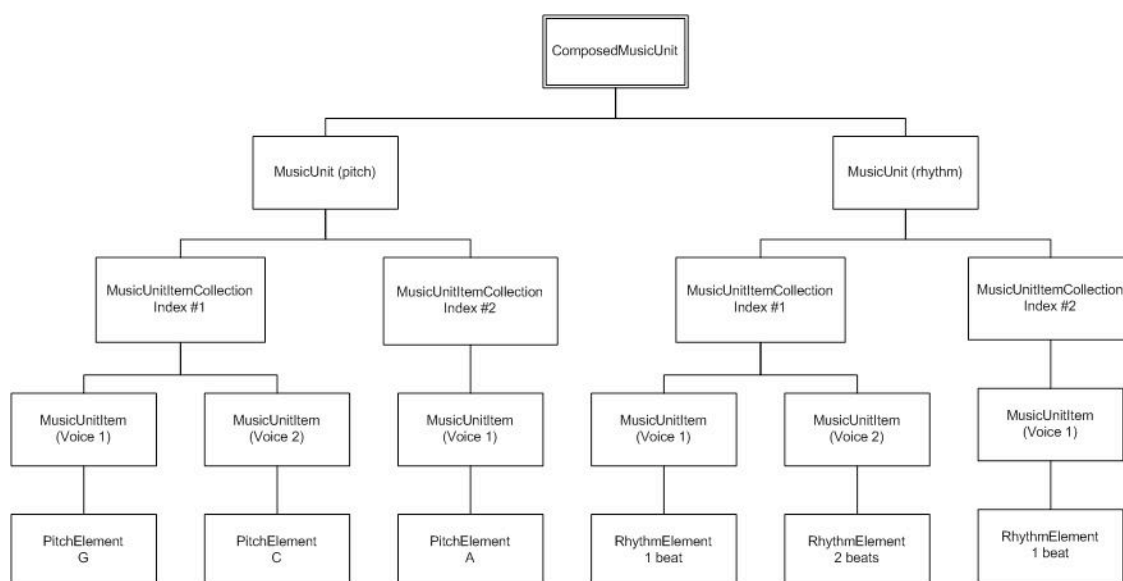 ComposedMusicUnit
MusicUnit (pitch)
MusicUnit (rhythm)
MusicUnitItemCollection
Index #1
MusicUnitItemCollection
Index #2
MusicUnitItemCollection
Index #1
MusicUnitItemCollection
Index #2
MusicUnitItem
(Voice 1)
MusicUnitItem
(Voice 2)
MusicUnitItem
(Voice 1)
MusicUnitItem
(Voice 1)
MusicUnitItem
(Voice 2)
MusicUnitItem
(Voice 1)
PitchElement
G
PitchElement
C
PitchElement
A
RhythmElement
1 beat
RhythmElement
2 beats
RhythmElement
1 beat